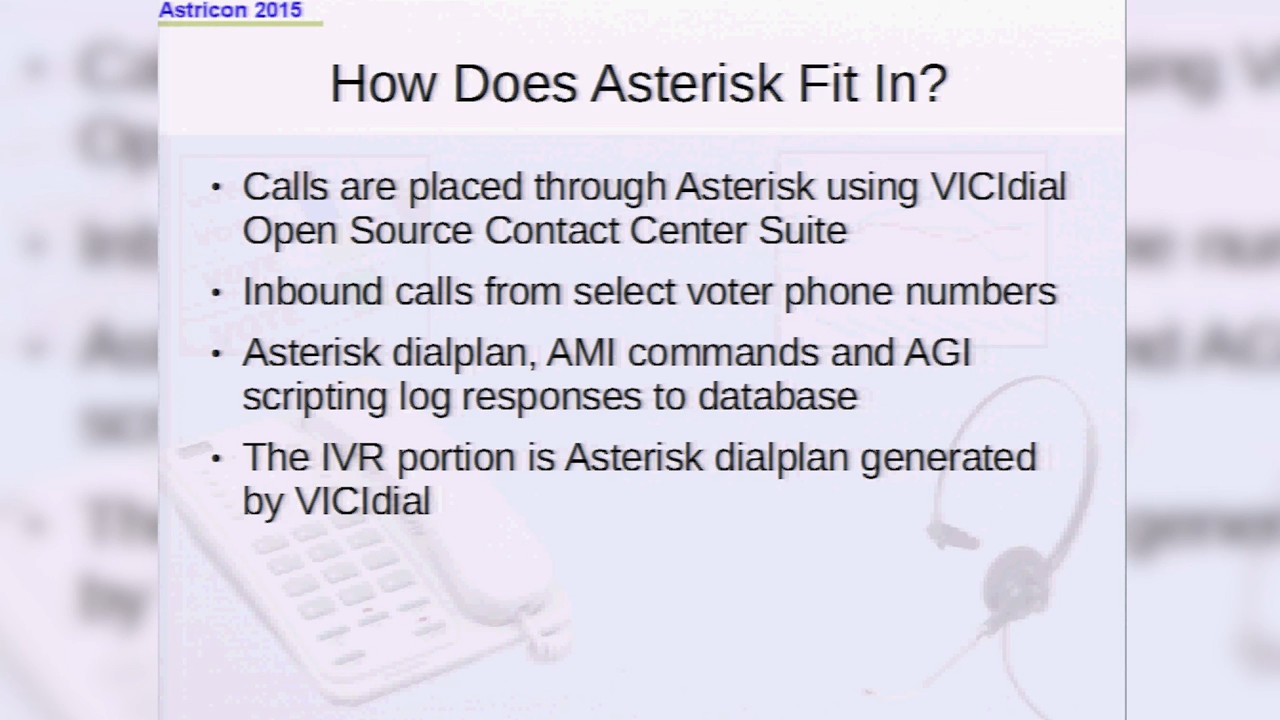 Astricon 2015
How Does Asterisk Fit In?
• Calls are placed through Asterisk using VICIdial
Open Source Contact Center Suite
• Inbound calls from select voter phone numbers
• Asterisk dialplan, AMI commands and AGI
scripting log responses to database
• The IVR portion is Asterisk dialplan generated
by VICIdial
VOTE